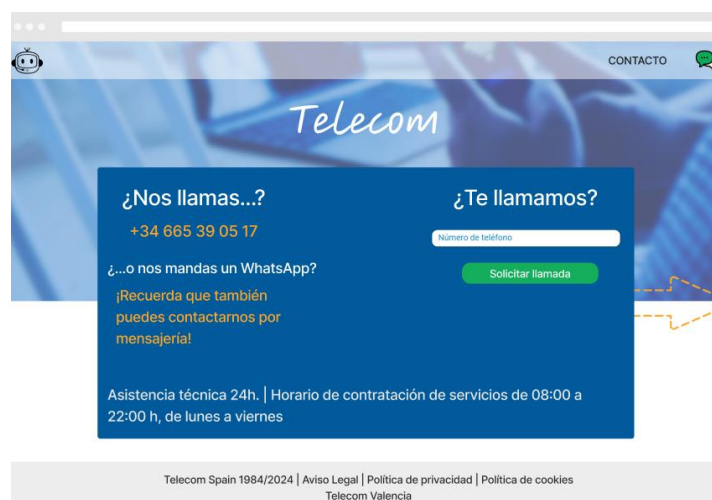 CONTACTO
Telecom
¿Nos llamas...?
+34 665 39 05 17
¿...o nos mandas un WhatsApp?
¡Recuerda que también
puedes contactarnos por
mensajería!
¿Te llamamos?
Número de teléfono
Solicitar llamada
Asistencia técnica 24h. | Horario de contratación de servicios de 08:00 a
22:00 h, de lunes a viernes
Telecom Spain 1984/2024 | Aviso Legal | Política de privacidad | Política de cookies
Telecom Valencia